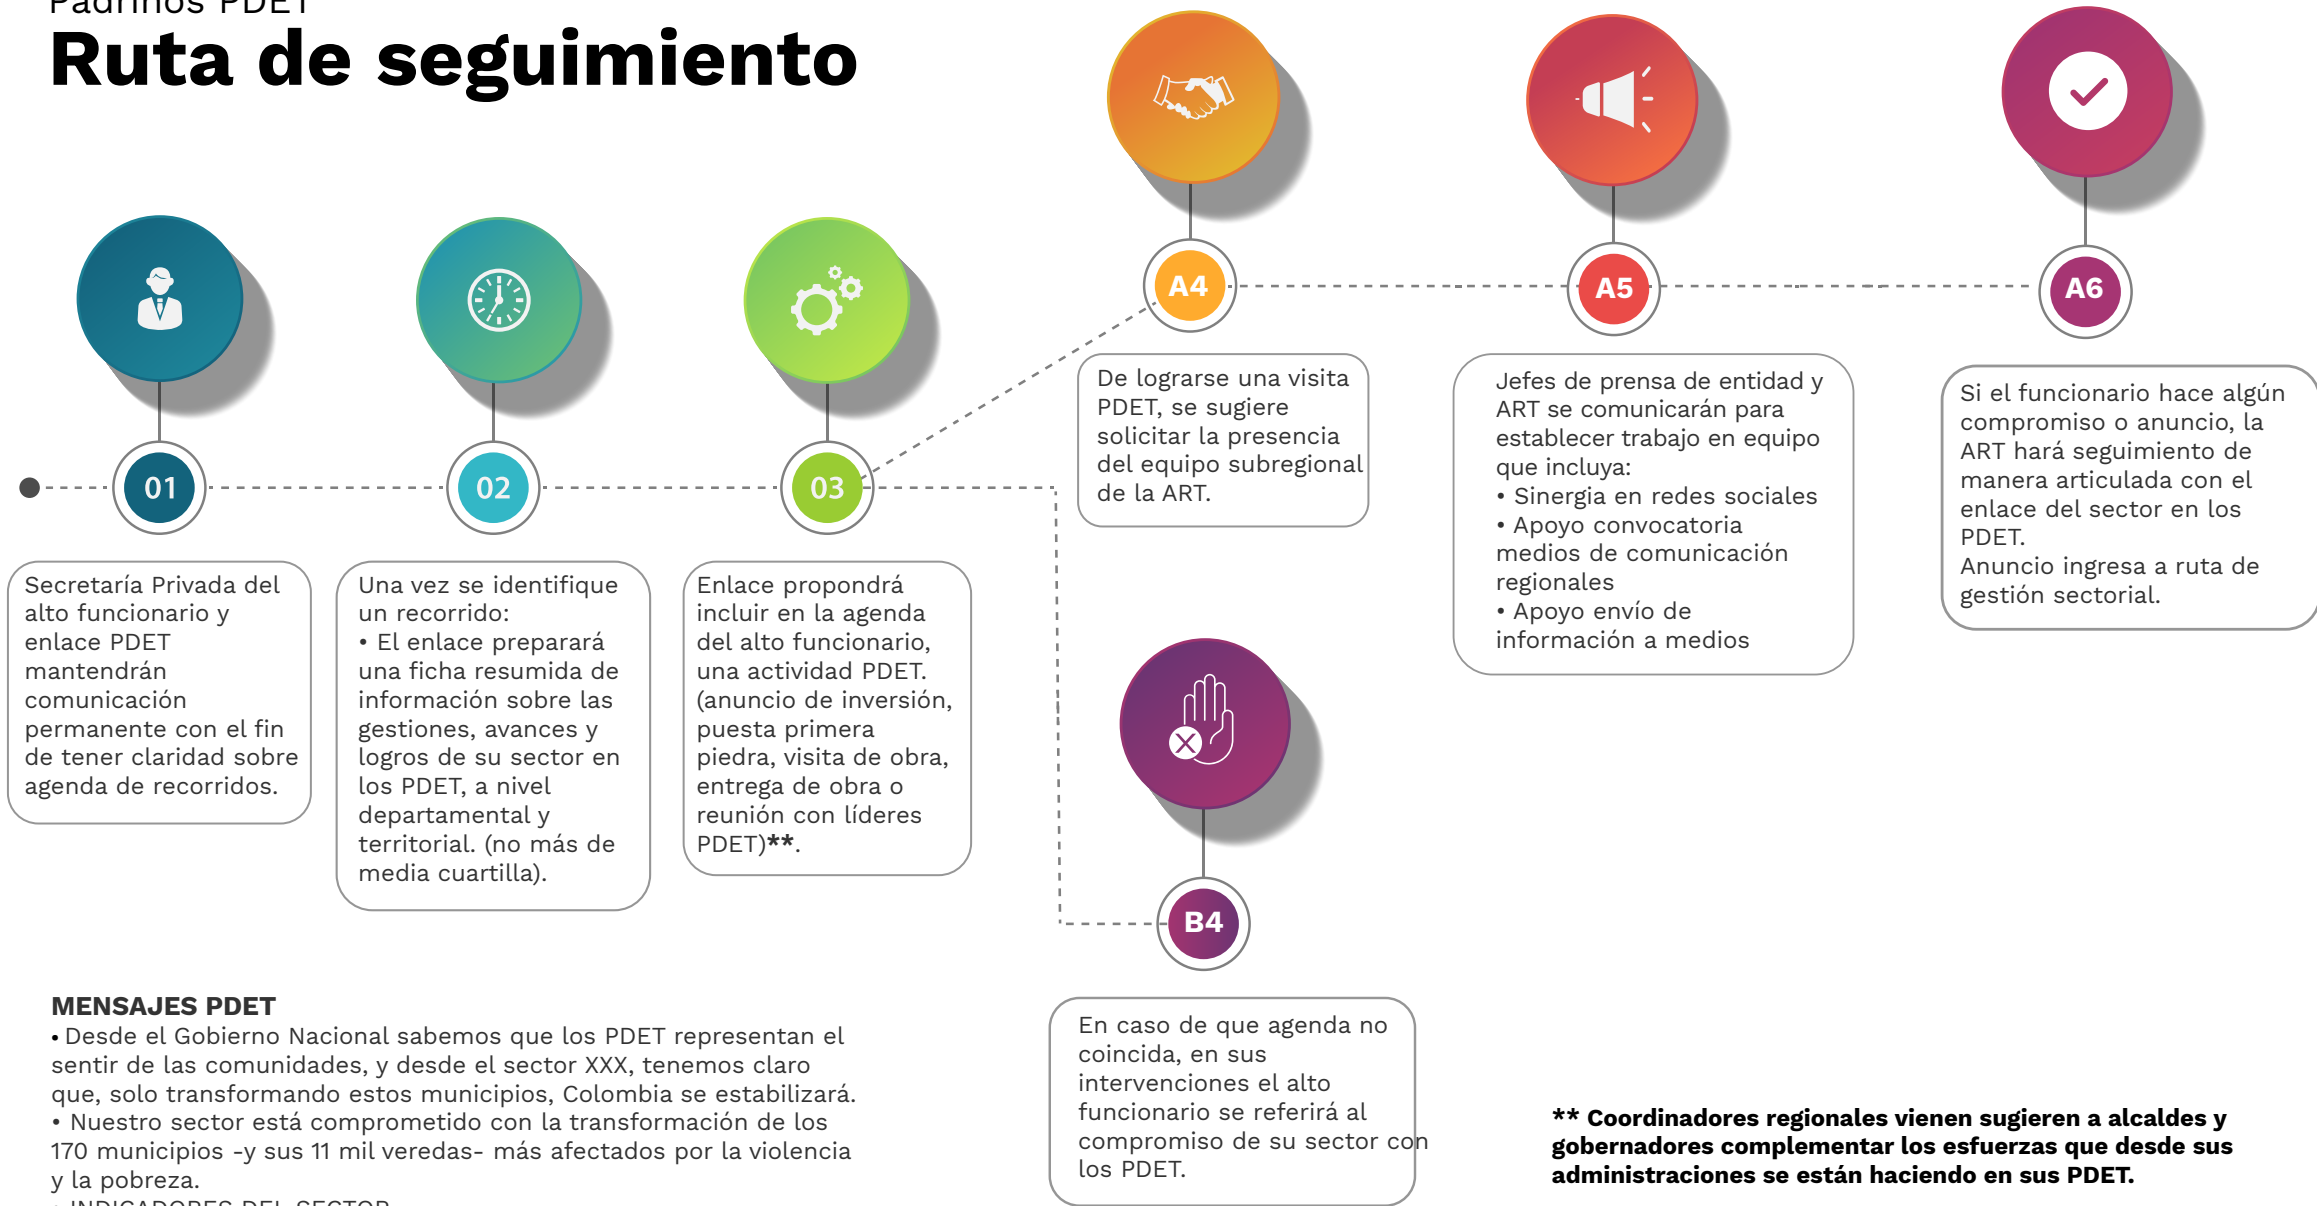 Padrinos PDET
Ruta de seguimiento
01
Secretaría Privada del
alto funcionario y
enlace PDET
mantendrán
comunicación
permanente con el fin
de tener claridad sobre
agenda de recorridos.
02
Una vez se identifique
un recorrido:
• El enlace preparará
una ficha resumida de
información sobre las
gestiones, avances y
logros de su sector en
los PDET, a nivel
departamental y
territorial. (no más de
media cuartilla).
03
Enlace propondrá
incluir en la agenda
del alto funcionario,
una actividad PDET.
(anuncio de inversión,
puesta primera
piedra, visita de obra,
entrega de obra o
reunión con líderes
PDET)**.
A4
De lograrse una visita
PDET, se sugiere
solicitar la presencia
del equipo subregional
de la ART.
A5
Jefes de prensa de entidad y
ART se comunicarán para
establecer trabajo en equipo
que incluya:
• Sinergia en redes sociales
• Apoyo convocatoria
medios de comunicación
regionales
• Apoyo envío de
información a medios
A6
Si el funcionario hace algún
compromiso o anuncio, la
ART hará seguimiento de
manera articulada con el
enlace del sector en los
PDET.
Anuncio ingresa a ruta de
gestión sectorial.
B4
En caso de que agenda no
coincida, en sus
intervenciones el alto
funcionario se referirá al
compromiso de su sector con
los PDET.
MENSAJES PDET
• Desde el Gobierno Nacional sabemos que los PDET representan el
sentir de las comunidades, y desde el sector XXX, tenemos claro
que, solo transformando estos municipios, Colombia se estabilizará.
• Nuestro sector está comprometido con la transformación de los
170 municipios -y sus 11 mil veredas- más afectados por la violencia
y la pobreza.
• INDICADORES DEL SECTOR
** Coordinadores regionales vienen sugieren a alcaldes y
gobernadores complementar los esfuerzas que desde sus
administraciones se están haciendo en sus PDET.